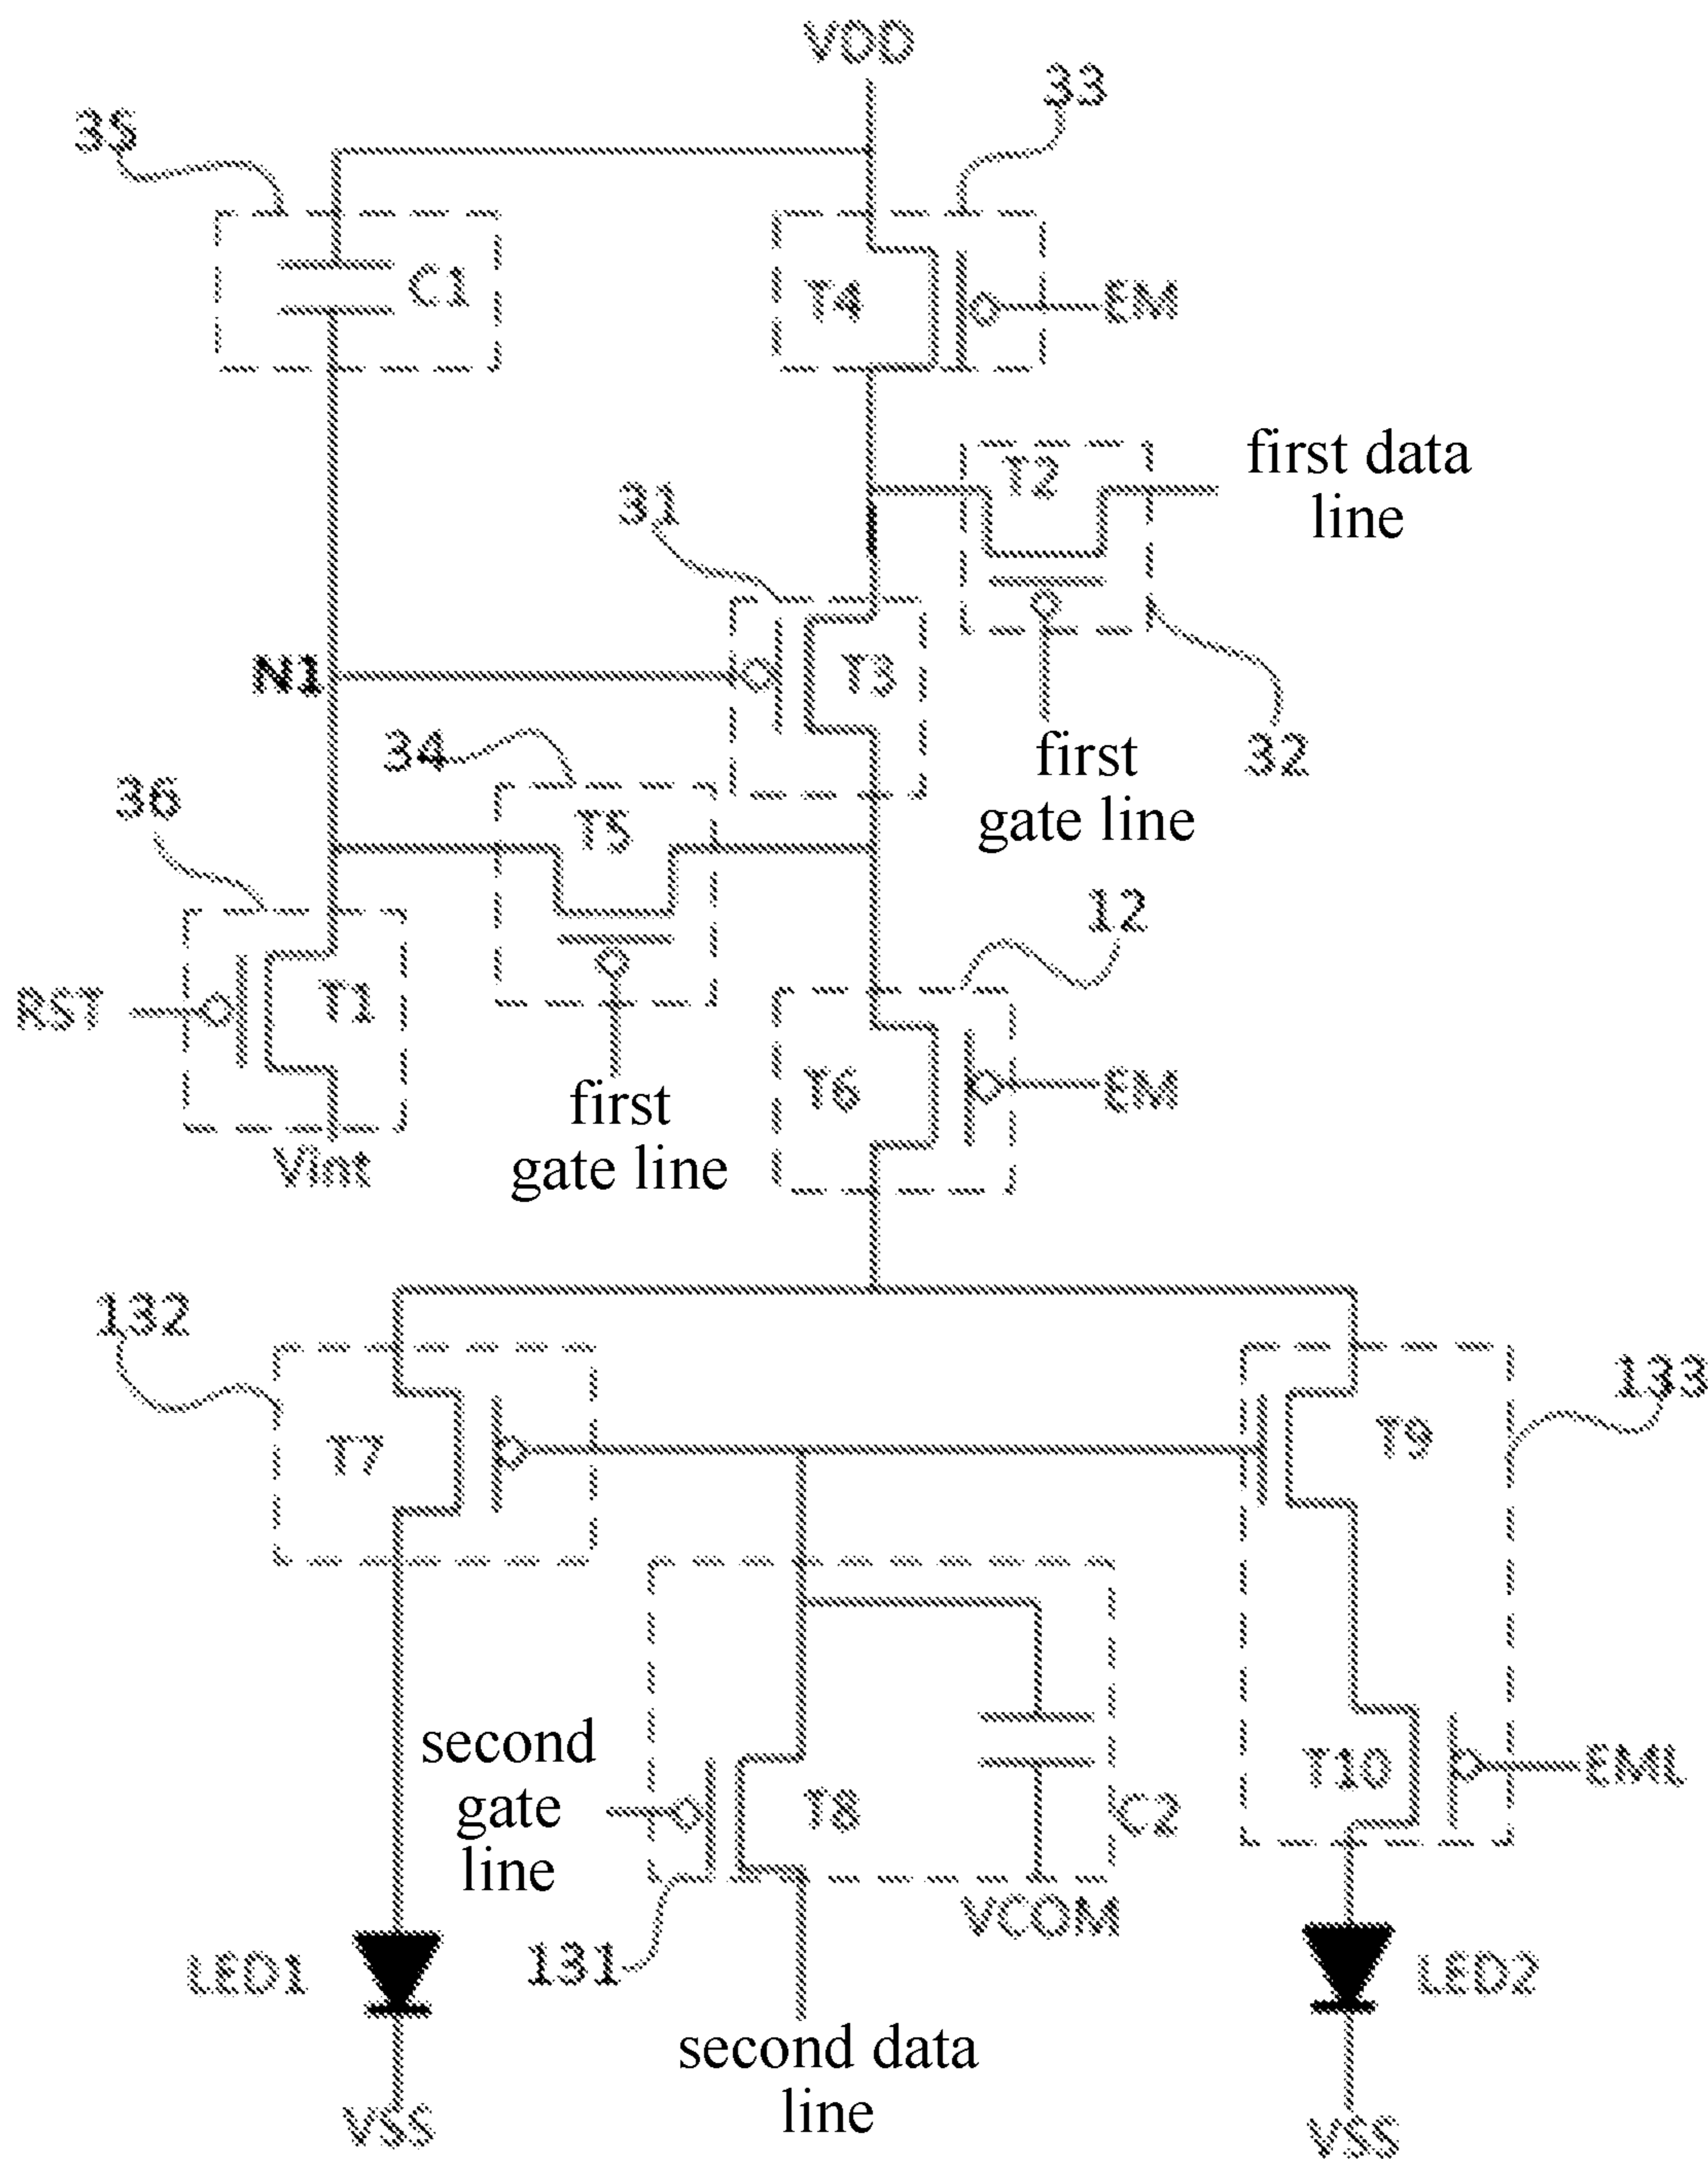 VDD
33
35
C1
T4
EM
first data
line
T2
31
N1
T3
32
first
gate line
34
T5
36
12
RST
T1
T6
EM
first
gate line
Vint
132
133
T7
T9
second
gate
line
T8
C2
T10
EML
VCOM
131
LED1
LED2
second data
line
VSS
VSS